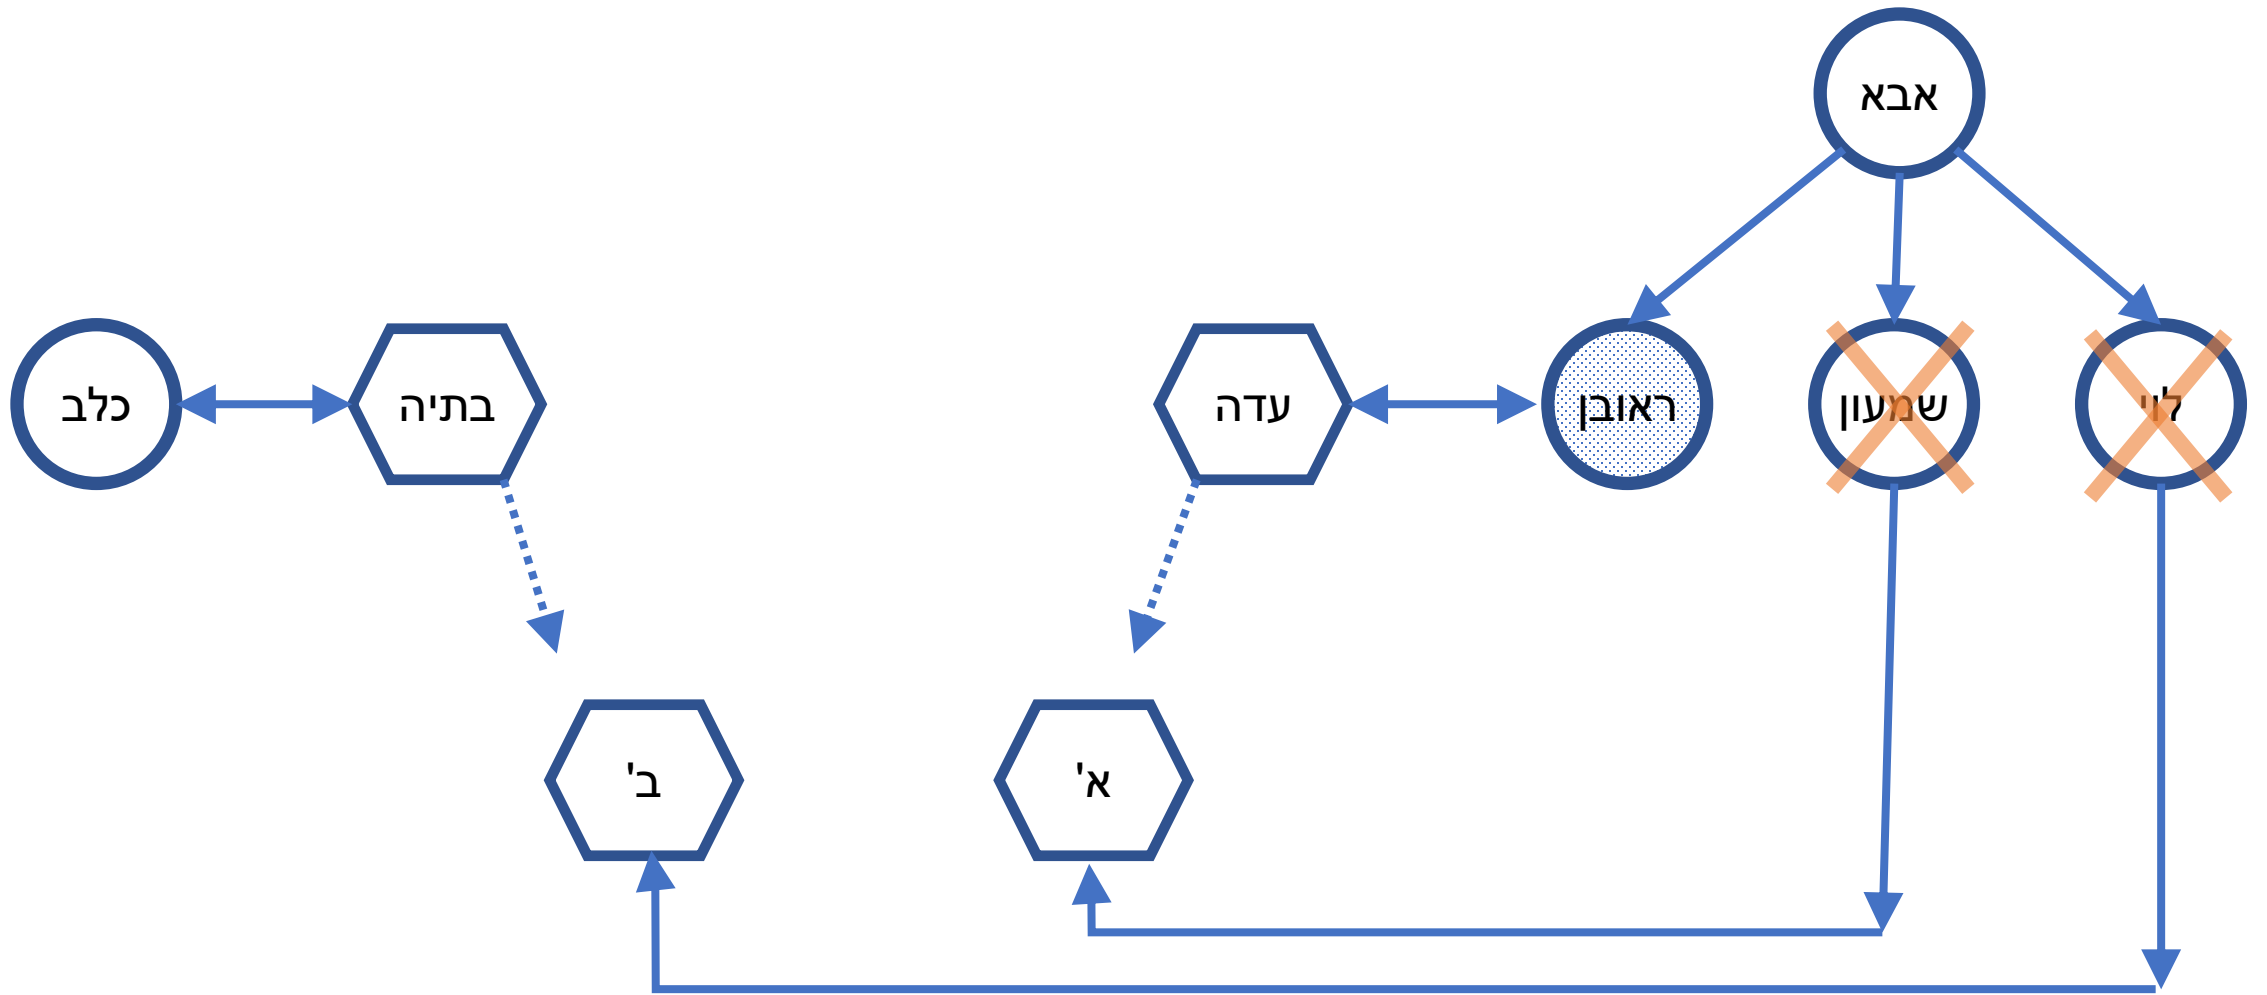 אבא
לוי
שמעון
ראובן
עדה
בתיה
כלב
א'
ב'